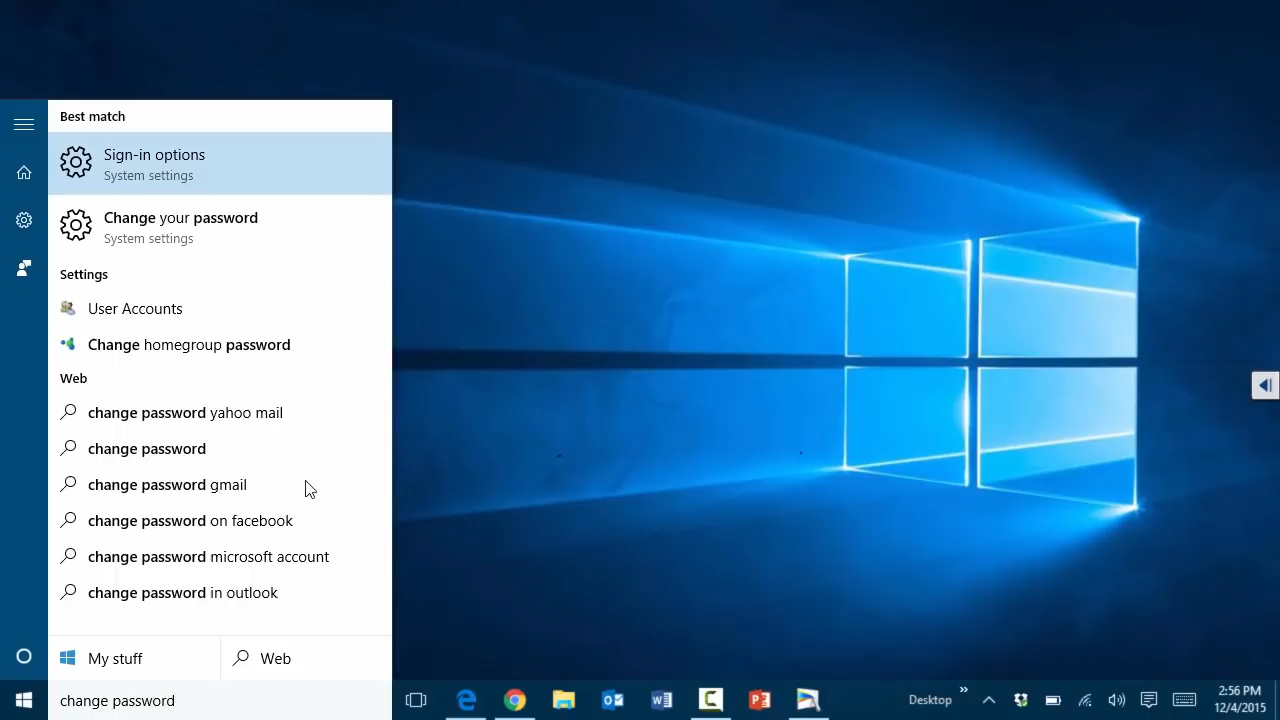 Best match
Sign-in options
System settings
Change your password
System settings
Settings
User Accounts
Change homegroup password
Web
change password yahoo mail
change password
change password gmail
change password on facebook
change password microsoft account
change password in outlook
My stuff
Web
change password
Desktop
2:56 PM
12/4/2015